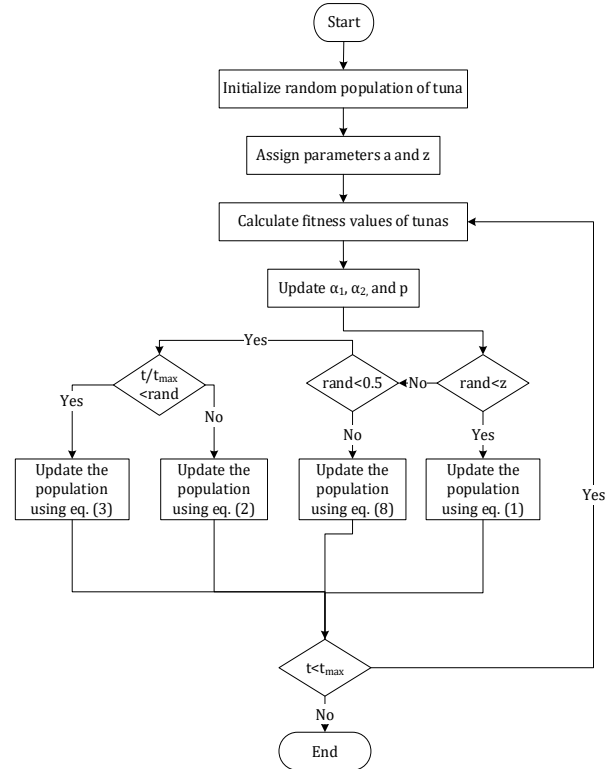 Start
Initialize random population of tuna
Assign parameters a and z
Calculate fitness values of tunas
Update α₁, α₂, and p
Yes
t/tmax
<rand
rand<0.5
No
rand<z
Yes
No
No
Yes
Update the
population
using eq. (3)
Update the
population
using eq. (2)
Update the
population
using eq. (8)
Update the
population
using eq. (1)
Yes
t<tmax
No
End